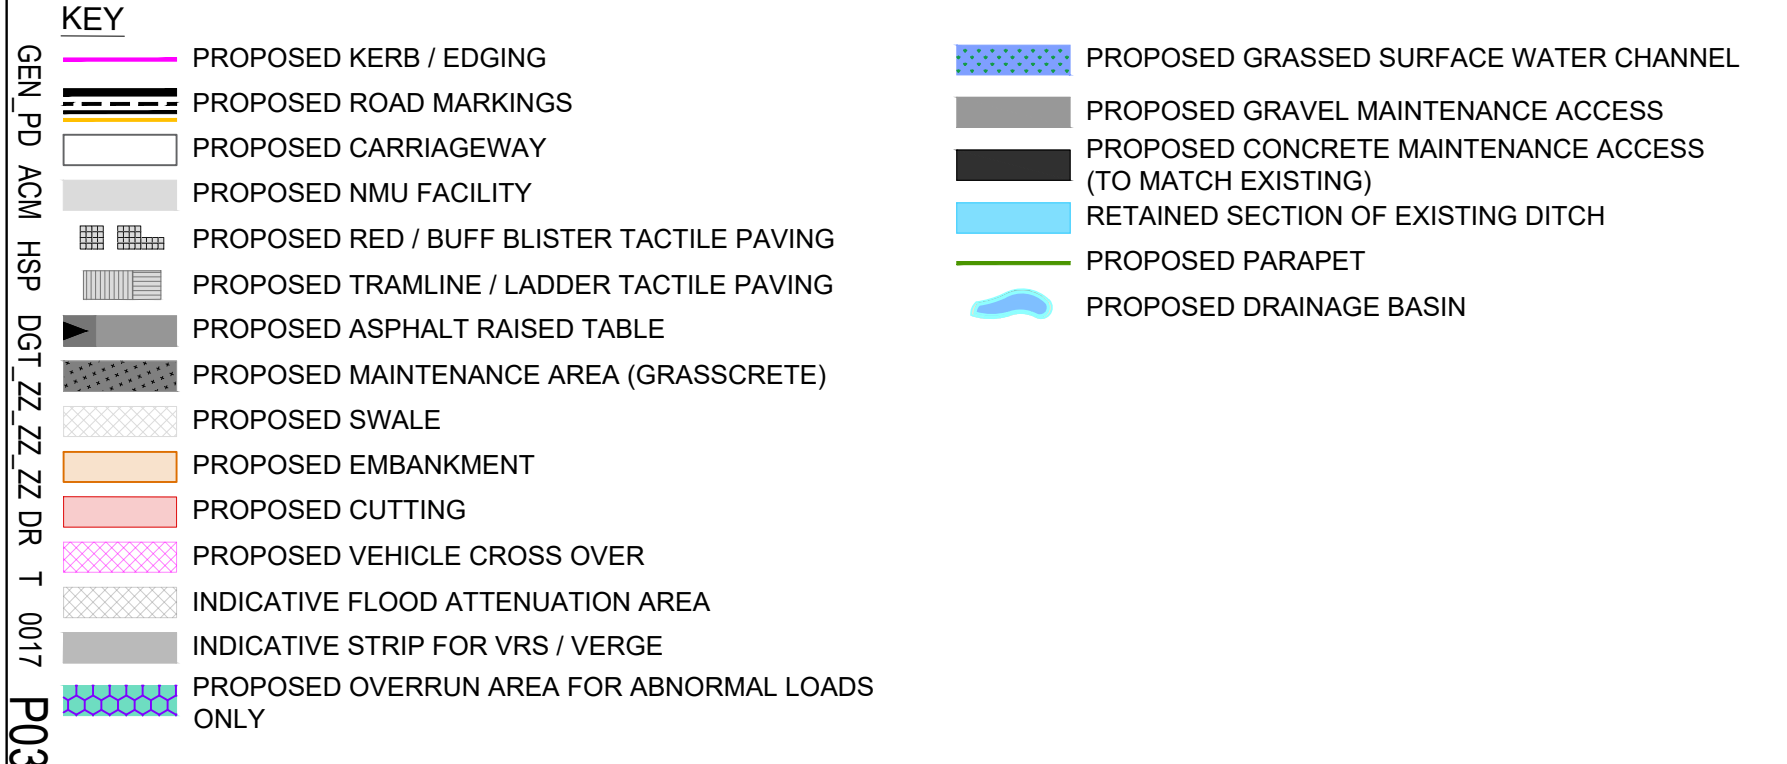 KEY
PROPOSED KERB / EDGING
PROPOSED ROAD MARKINGS
PROPOSED CARRIAGEWAY
PROPOSED NMU FACILITY
PROPOSED RED / BUFF BLISTER TACTILE PAVING
PROPOSED TRAMLINE / LADDER TACTILE PAVING
PROPOSED ASPHALT RAISED TABLE
PROPOSED MAINTENANCE AREA (GRASSCRETE)
PROPOSED SWALE
PROPOSED EMBANKMENT
PROPOSED CUTTING
PROPOSED VEHICLE CROSS OVER
INDICATIVE FLOOD ATTENUATION AREA
INDICATIVE STRIP FOR VRS / VERGE
PROPOSED OVERRUN AREA FOR ABNORMAL LOADS
ONLY
PROPOSED GRASSED SURFACE WATER CHANNEL
PROPOSED GRAVEL MAINTENANCE ACCESS
PROPOSED CONCRETE MAINTENANCE ACCESS
(TO MATCH EXISTING)
RETAINED SECTION OF EXISTING DITCH
PROPOSED PARAPET
PROPOSED DRAINAGE BASIN
GEN_PD ACM HSP DGT_ZZ_ZZ_ZZ DR T 0017 P03